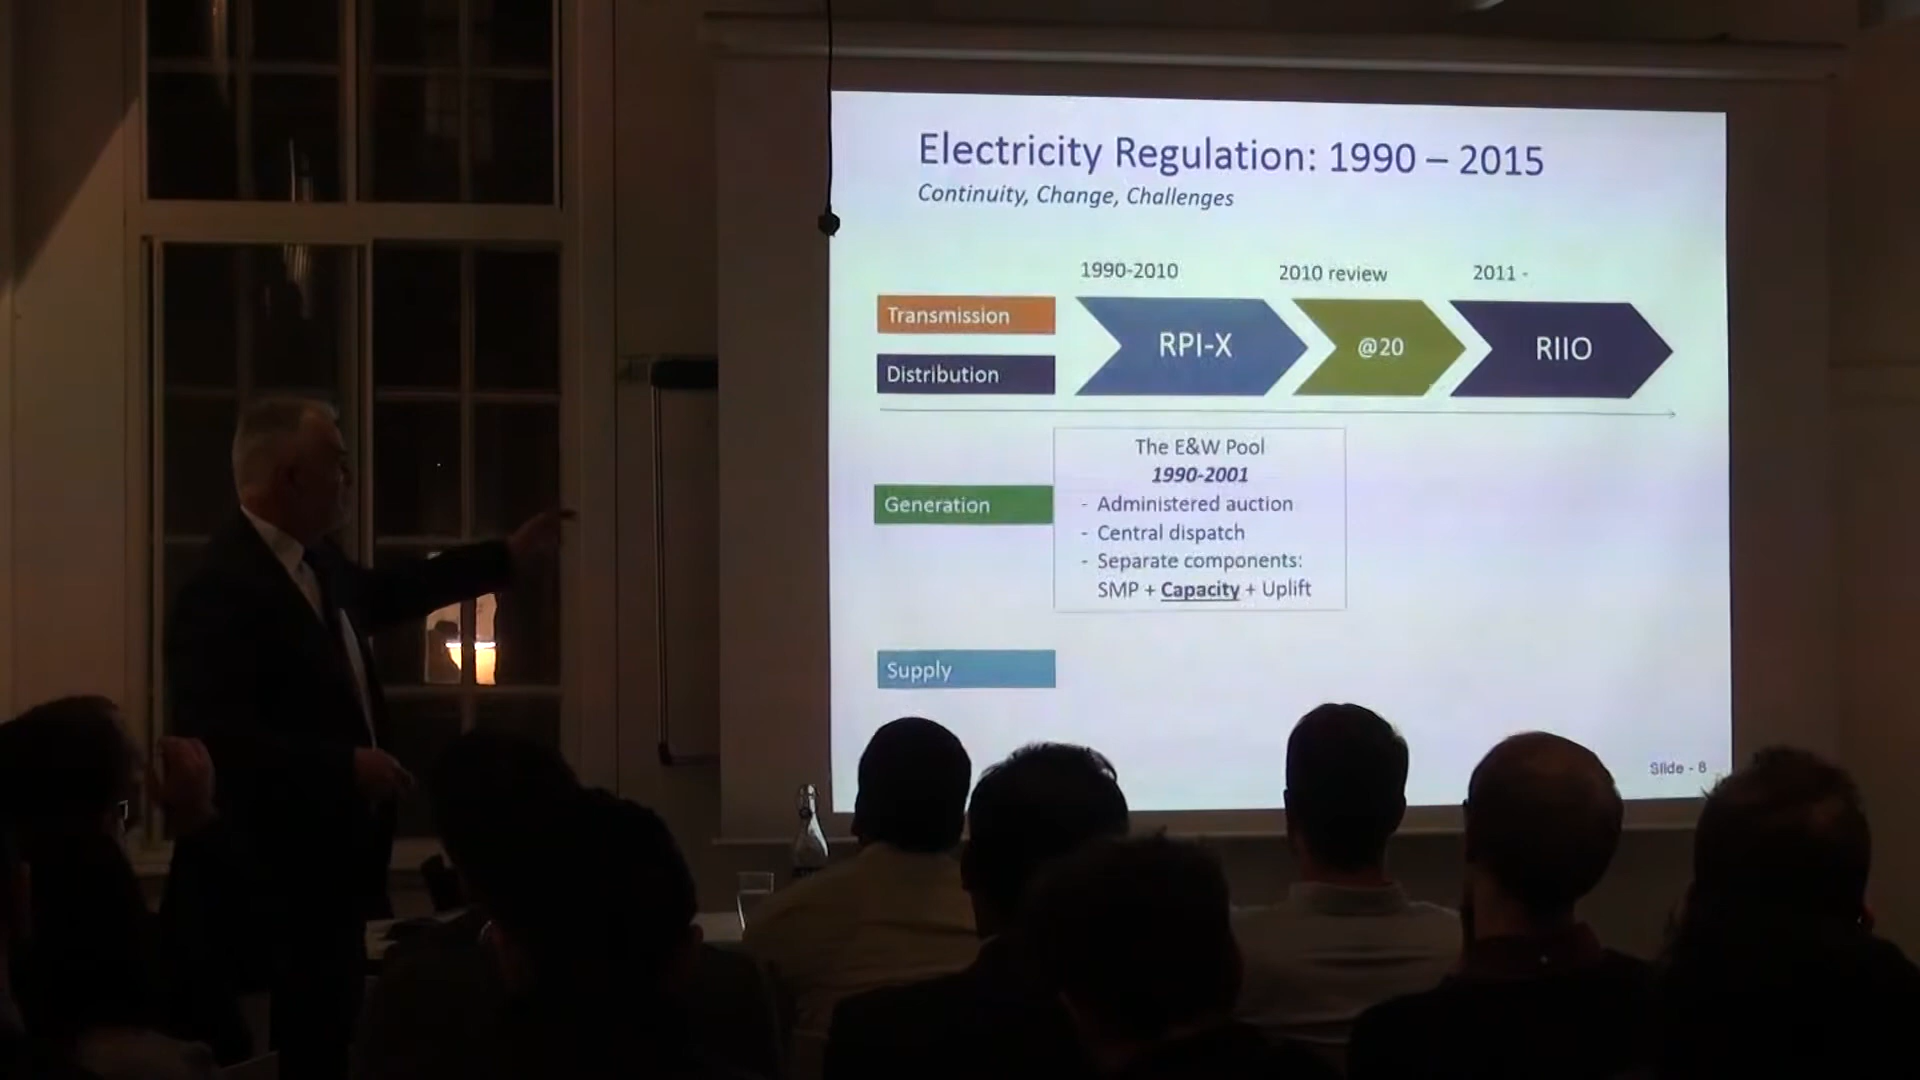 Electricity Regulation: 1990 – 2015
Continuity, Change, Challenges
1990-2010
2010 review
2011 -
Transmission
Distribution
RPI-X
@20
RIIO
The E&W Pool
1990-2001
Generation
- Administered auction
- Central dispatch
- Separate components:
SMP + Capacity + Uplift
Supply
Slide - 8